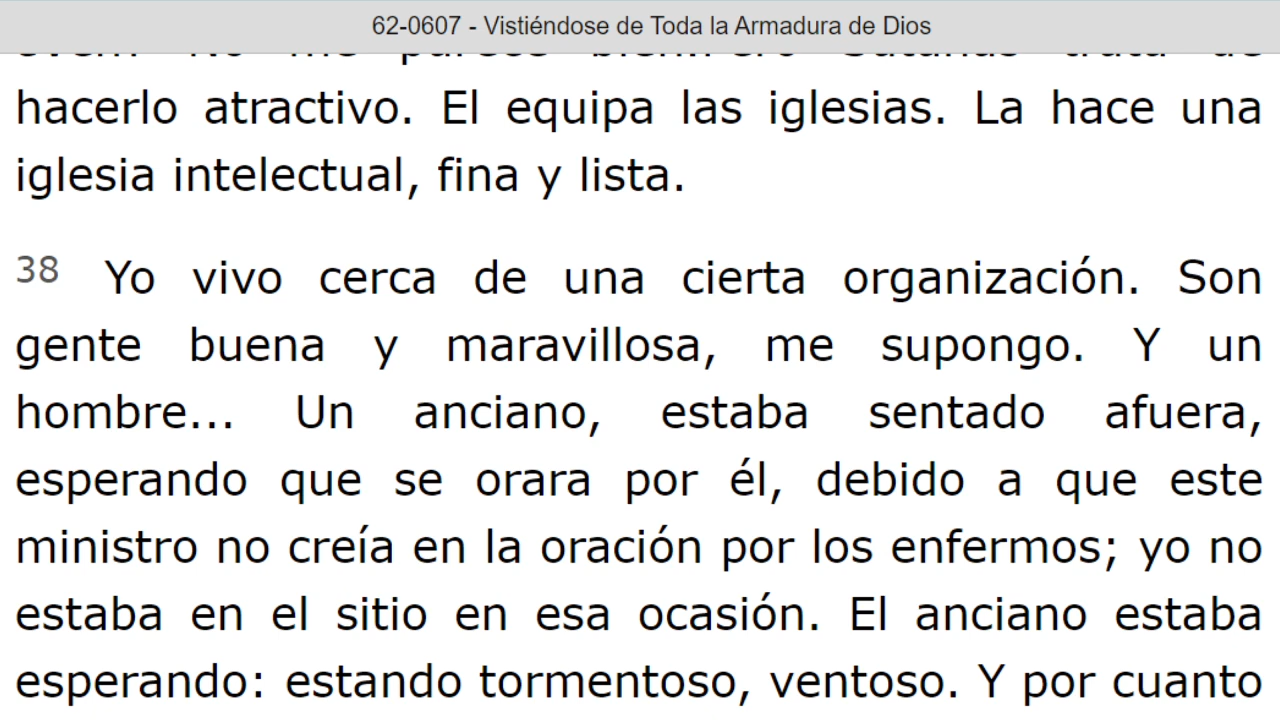 62-0607 - Vistiéndose de Toda la Armadura de Dios
hacerlo atractivo. El equipa las iglesias. La hace una
iglesia intelectual, fina y lista.
38 Yo vivo cerca de una cierta organización. Son
gente buena y maravillosa, me supongo. Y un
hombre... Un anciano, estaba sentado afuera,
esperando que se orara por él, debido a que este
ministro no creía en la oración por los enfermos; yo no
estaba en el sitio en esa ocasión. El anciano estaba
esperando: estando tormentoso, ventoso. Y por cuanto